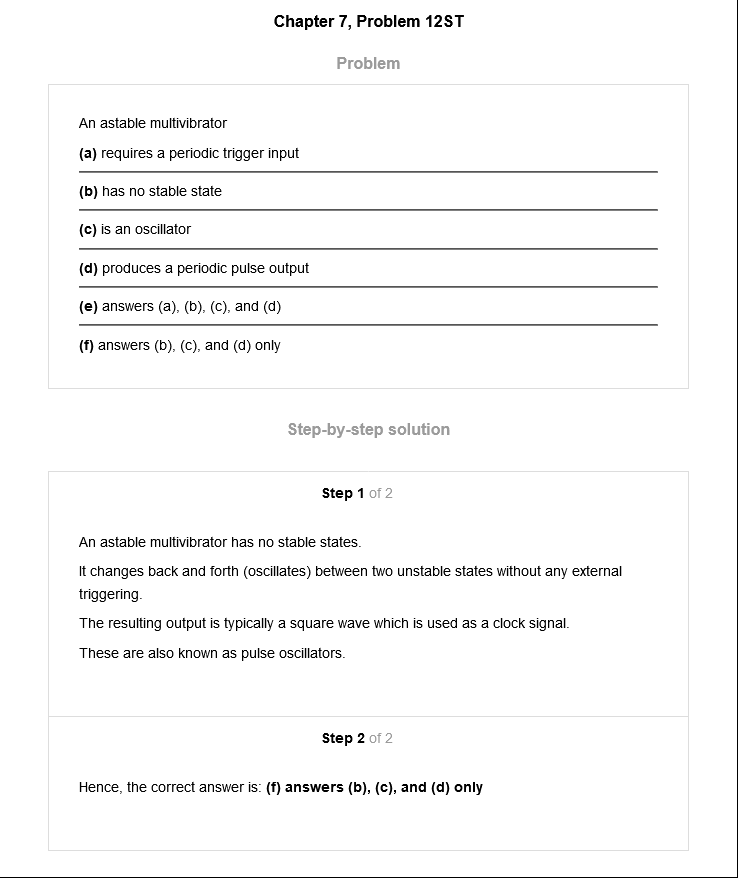 Chapter 7, Problem 12ST
Problem
An astable multivibrator
(a) requires a periodic trigger input
(b) has no stable state
(c) is an oscillator
(d) produces a periodic pulse output
(e) answers (a), (b), (c), and (d)
(f) answers (b), (c), and (d) only
Step-by-step solution
Step 1 of 2
An astable multivibrator has no stable states.
It changes back and forth (oscillates) between two unstable states without any external
triggering.
The resulting output is typically a square wave which is used as a clock signal.
These are also known as pulse oscillators.
Step 2 of 2
Hence, the correct answer is: (f) answers (b), (c), and (d) only